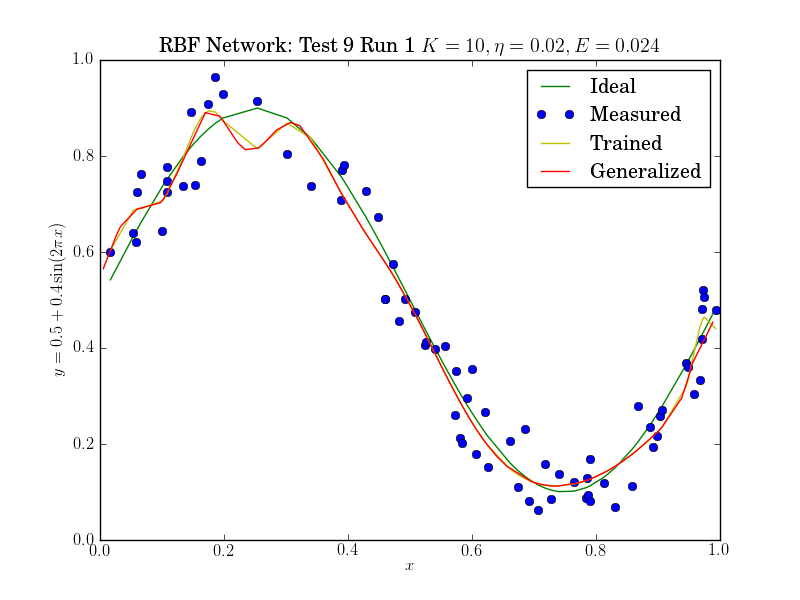 RBF Network: Test 9 Run 1 K = 10, η = 0.02, E = 0.024
Ideal
Measured
Trained
Generalized
y = 0.5 + 0.4 sin(2πx)
1.0
0.8
0.6
0.4
0.2
0.0
0.0 0.2 0.4 0.6 0.8 1.0
x